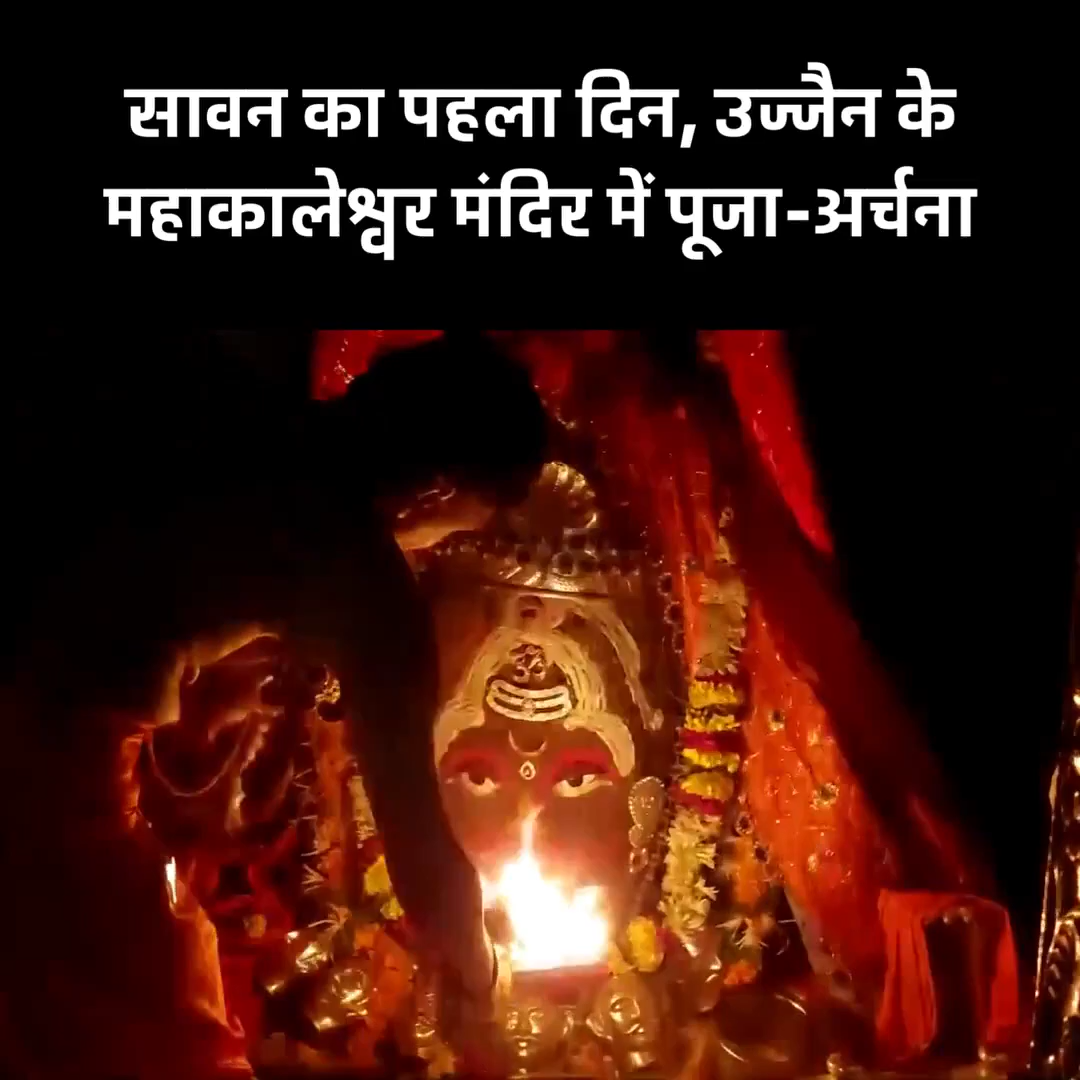 सावन का पहला दिन, उज्जैन के
महाकालेश्वर मंदिर में पूजा-अर्चना